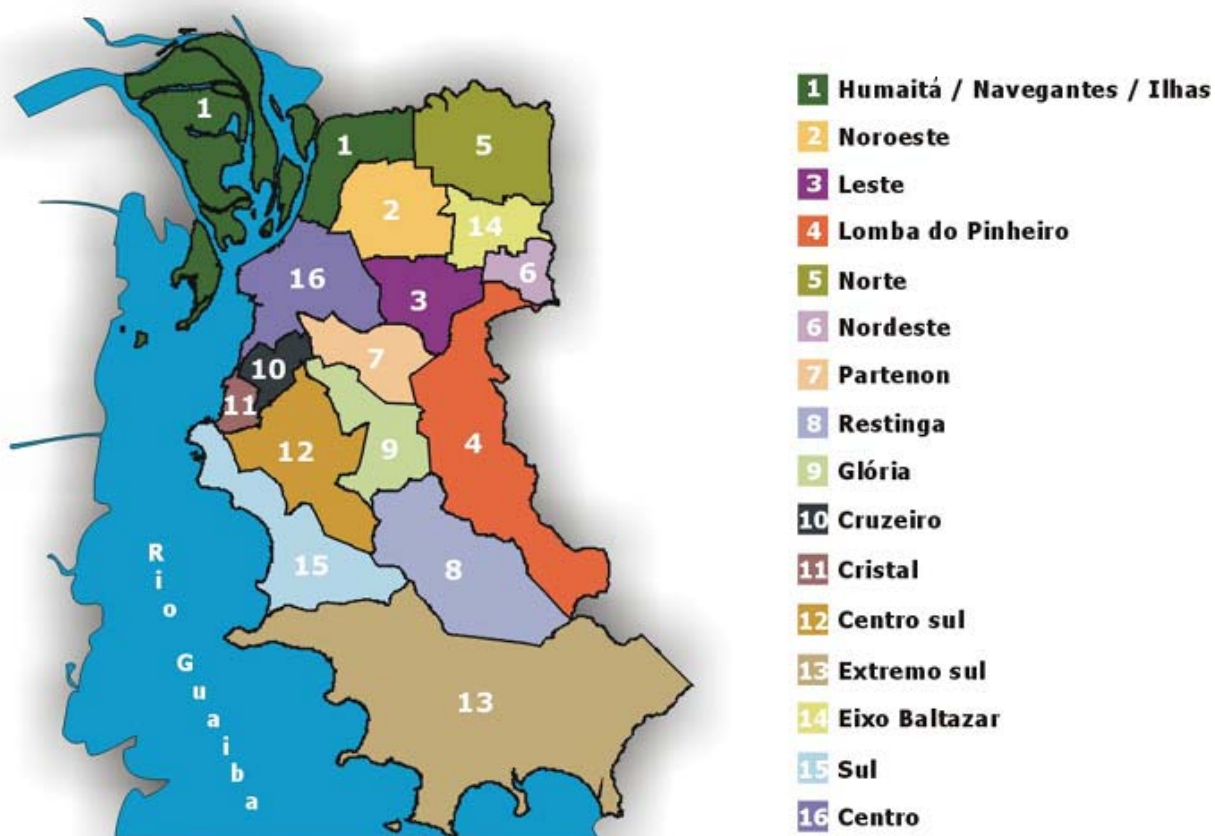 1
1
5
2
14
6
16
3
7
10
11
4
12
9
15
8
13
Rio
Guaiba
1 Humaitá / Navegantes / Ilhas
2 Noroeste
3 Leste
4 Lomba do Pinheiro
5 Norte
6 Nordeste
7 Partenon
8 Restinga
9 Glória
10 Cruzeiro
11 Cristal
12 Centro sul
13 Extremo sul
14 Eixo Baltazar
15 Sul
16 Centro